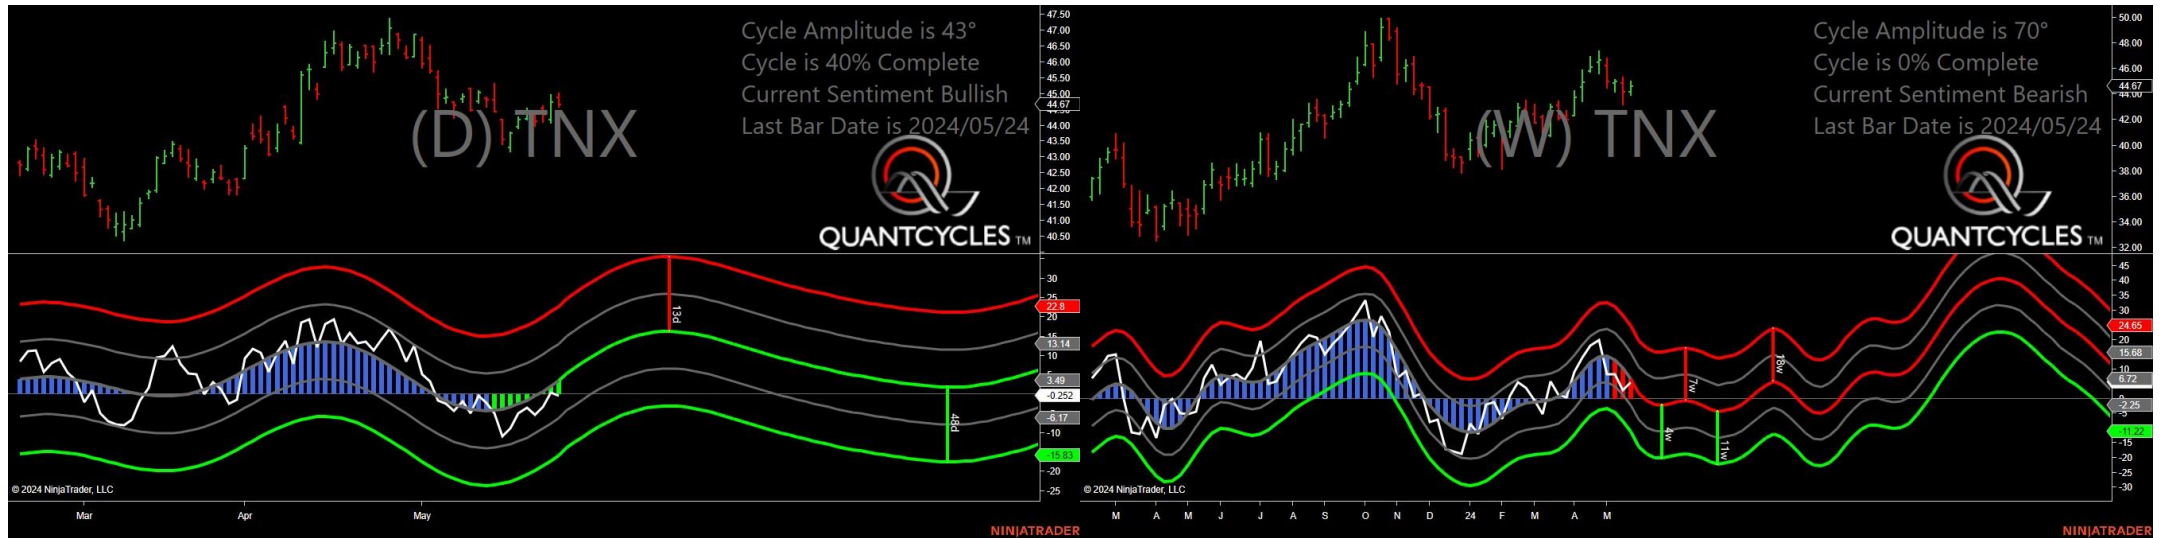 Cycle Amplitude is 43°
Cycle is 40% Complete
Current Sentiment Bullish
Last Bar Date is 2024/05/24
(D) TNX
QUANTCYCLES TM
47.50
47.00
46.50
46.00
45.50
45.00
44.67
44.00
43.50
43.00
42.50
42.00
41.50
41.00
40.50
13d
48d
30
25
22.8
20
15
13.14
10
5
3.49
-0.252
-6.17
-10
-15.83
-20
-25
© 2024 NinjaTrader, LLC
Mar Apr May
NINJATRADER
Cycle Amplitude is 70°
Cycle is 0% Complete
Current Sentiment Bearish
Last Bar Date is 2024/05/24
(W) TNX
QUANTCYCLES TM
50.00
48.00
46.00
44.67
44.00
42.00
40.00
38.00
36.00
34.00
32.00
7w
18w
4w
11w
45
40
35
30
24.65
20
15.68
10
6.72
-2.25
-5
-11.22
-15
-20
-25
-30
© 2024 NinjaTrader, LLC
M A M J J A S O N D 24 F M A M
NINJATRADER